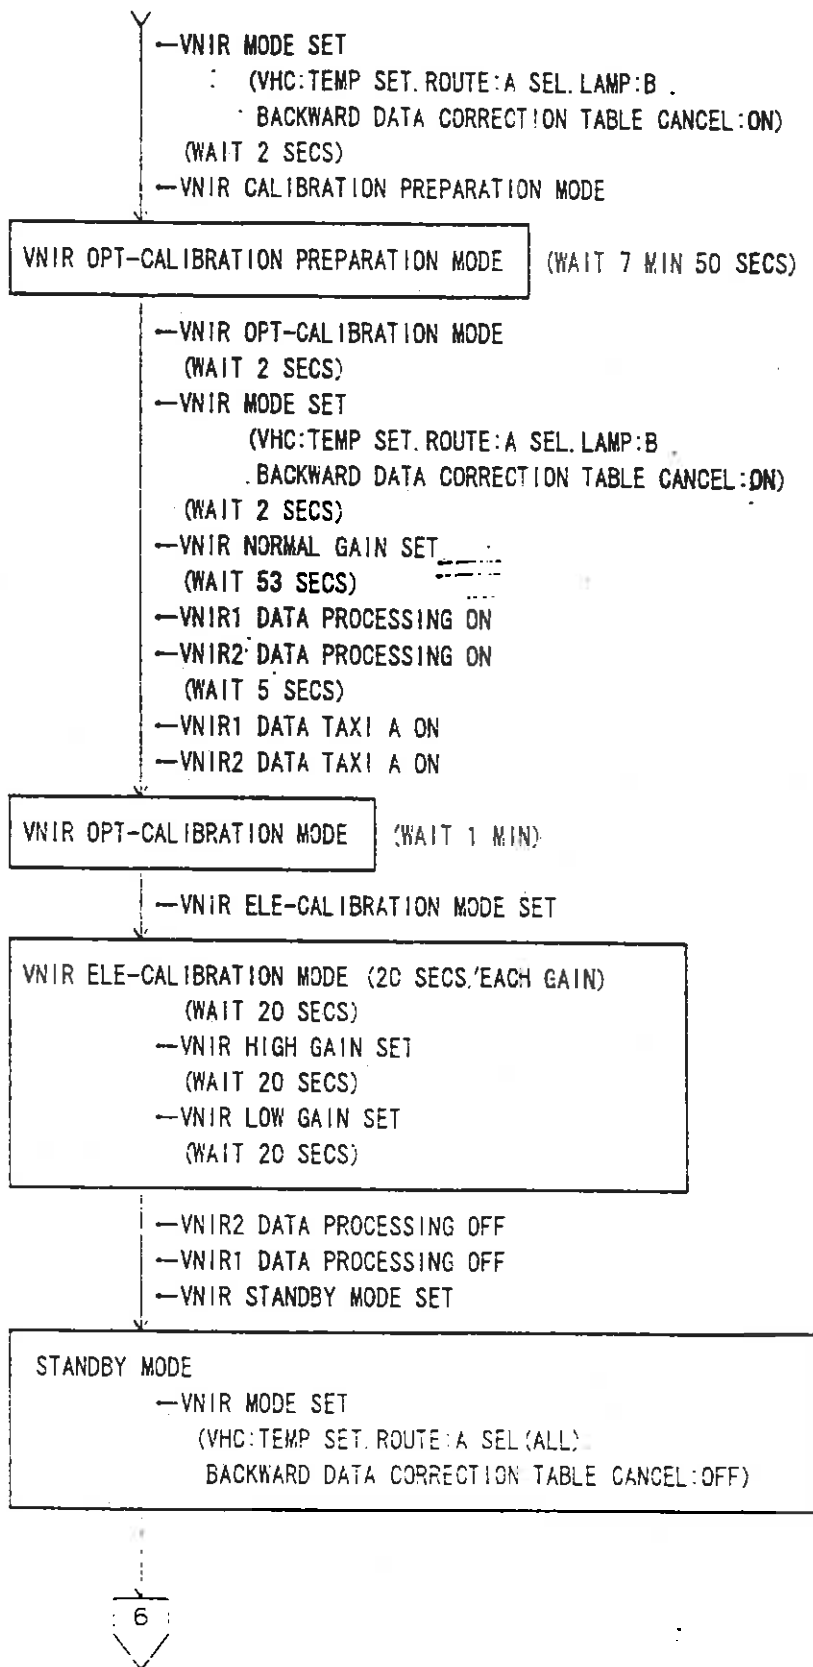 ←VNIR MODE SET
(VHC:TEMP SET.ROUTE:A SEL.LAMP:B
BACKWARD DATA CORRECTION TABLE CANCEL:ON)
(WAIT 2 SECS)
←VNIR CALIBRATION PREPARATION MODE
VNIR OPT-CALIBRATION PREPARATION MODE (WAIT 7 MIN 50 SECS)
←VNIR OPT-CALIBRATION MODE
(WAIT 2 SECS)
←VNIR MODE SET
(VHC:TEMP SET.ROUTE:A SEL.LAMP:B
BACKWARD DATA CORRECTION TABLE CANCEL:ON)
(WAIT 2 SECS)
←VNIR NORMAL GAIN SET
(WAIT 53 SECS)
←VNIR1 DATA PROCESSING ON
←VNIR2 DATA PROCESSING ON
(WAIT 5 SECS)
←VNIR1 DATA TAXI A ON
←VNIR2 DATA TAXI A ON
VNIR OPT-CALIBRATION MODE (WAIT 1 MIN)
←VNIR ELE-CALIBRATION MODE SET
VNIR ELE-CALIBRATION MODE (20 SECS/EACH GAIN)
(WAIT 20 SECS)
←VNIR HIGH GAIN SET
(WAIT 20 SECS)
←VNIR LOW GAIN SET
(WAIT 20 SECS)
←VNIR2 DATA PROCESSING OFF
←VNIR1 DATA PROCESSING OFF
←VNIR STANDBY MODE SET
STANDBY MODE
←VNIR MODE SET
(VHC:TEMP SET.ROUTE:A SEL(ALL)
BACKWARD DATA CORRECTION TABLE CANCEL:OFF)
6